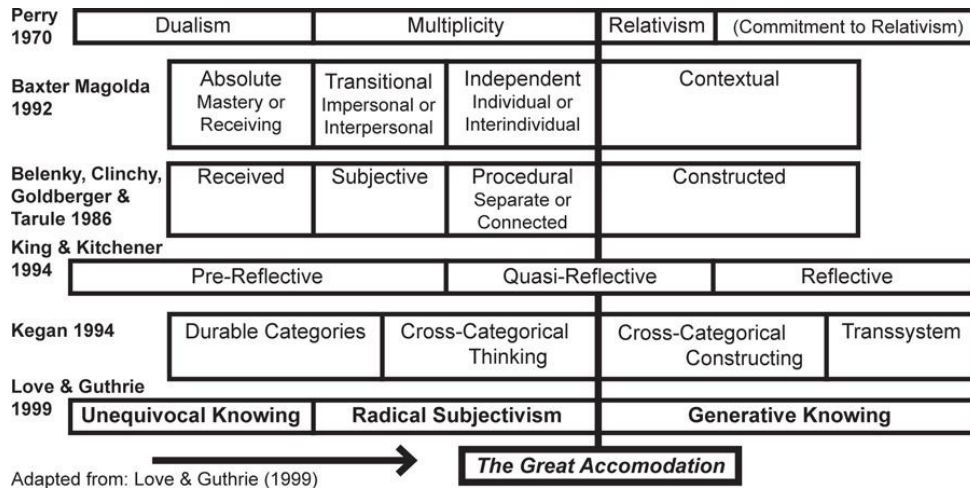 Perry
1970
Dualism
Multiplicity
Relativism
(Commitment to Relativism)
Baxter Magolda
1992
Absolute
Mastery or
Receiving
Transitional
Impersonal or
Interpersonal
Independent
Individual or
Interindividual
Contextual
Belenky, Clinchy,
Goldberger &
Tarule 1986
Received
Subjective
Procedural
Separate or
Connected
Constructed
King & Kitchener
1994
Pre-Reflective
Quasi-Reflective
Reflective
Kegan 1994
Durable Categories
Cross-Categorical
Thinking
Cross-Categorical
Constructing
Transsystem
Love & Guthrie
1999
Unequivocal Knowing
Radical Subjectivism
Generative Knowing
The Great Accomodation
Adapted from: Love & Guthrie (1999)